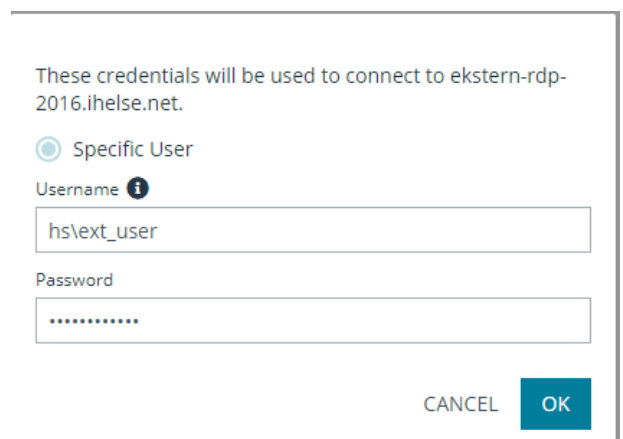 These credentials will be used to connect to ekstern-rdp-
2016.ihelse.net.
Specific User
Username
hs\ext_user
Password
••••••••••••
CANCEL OK